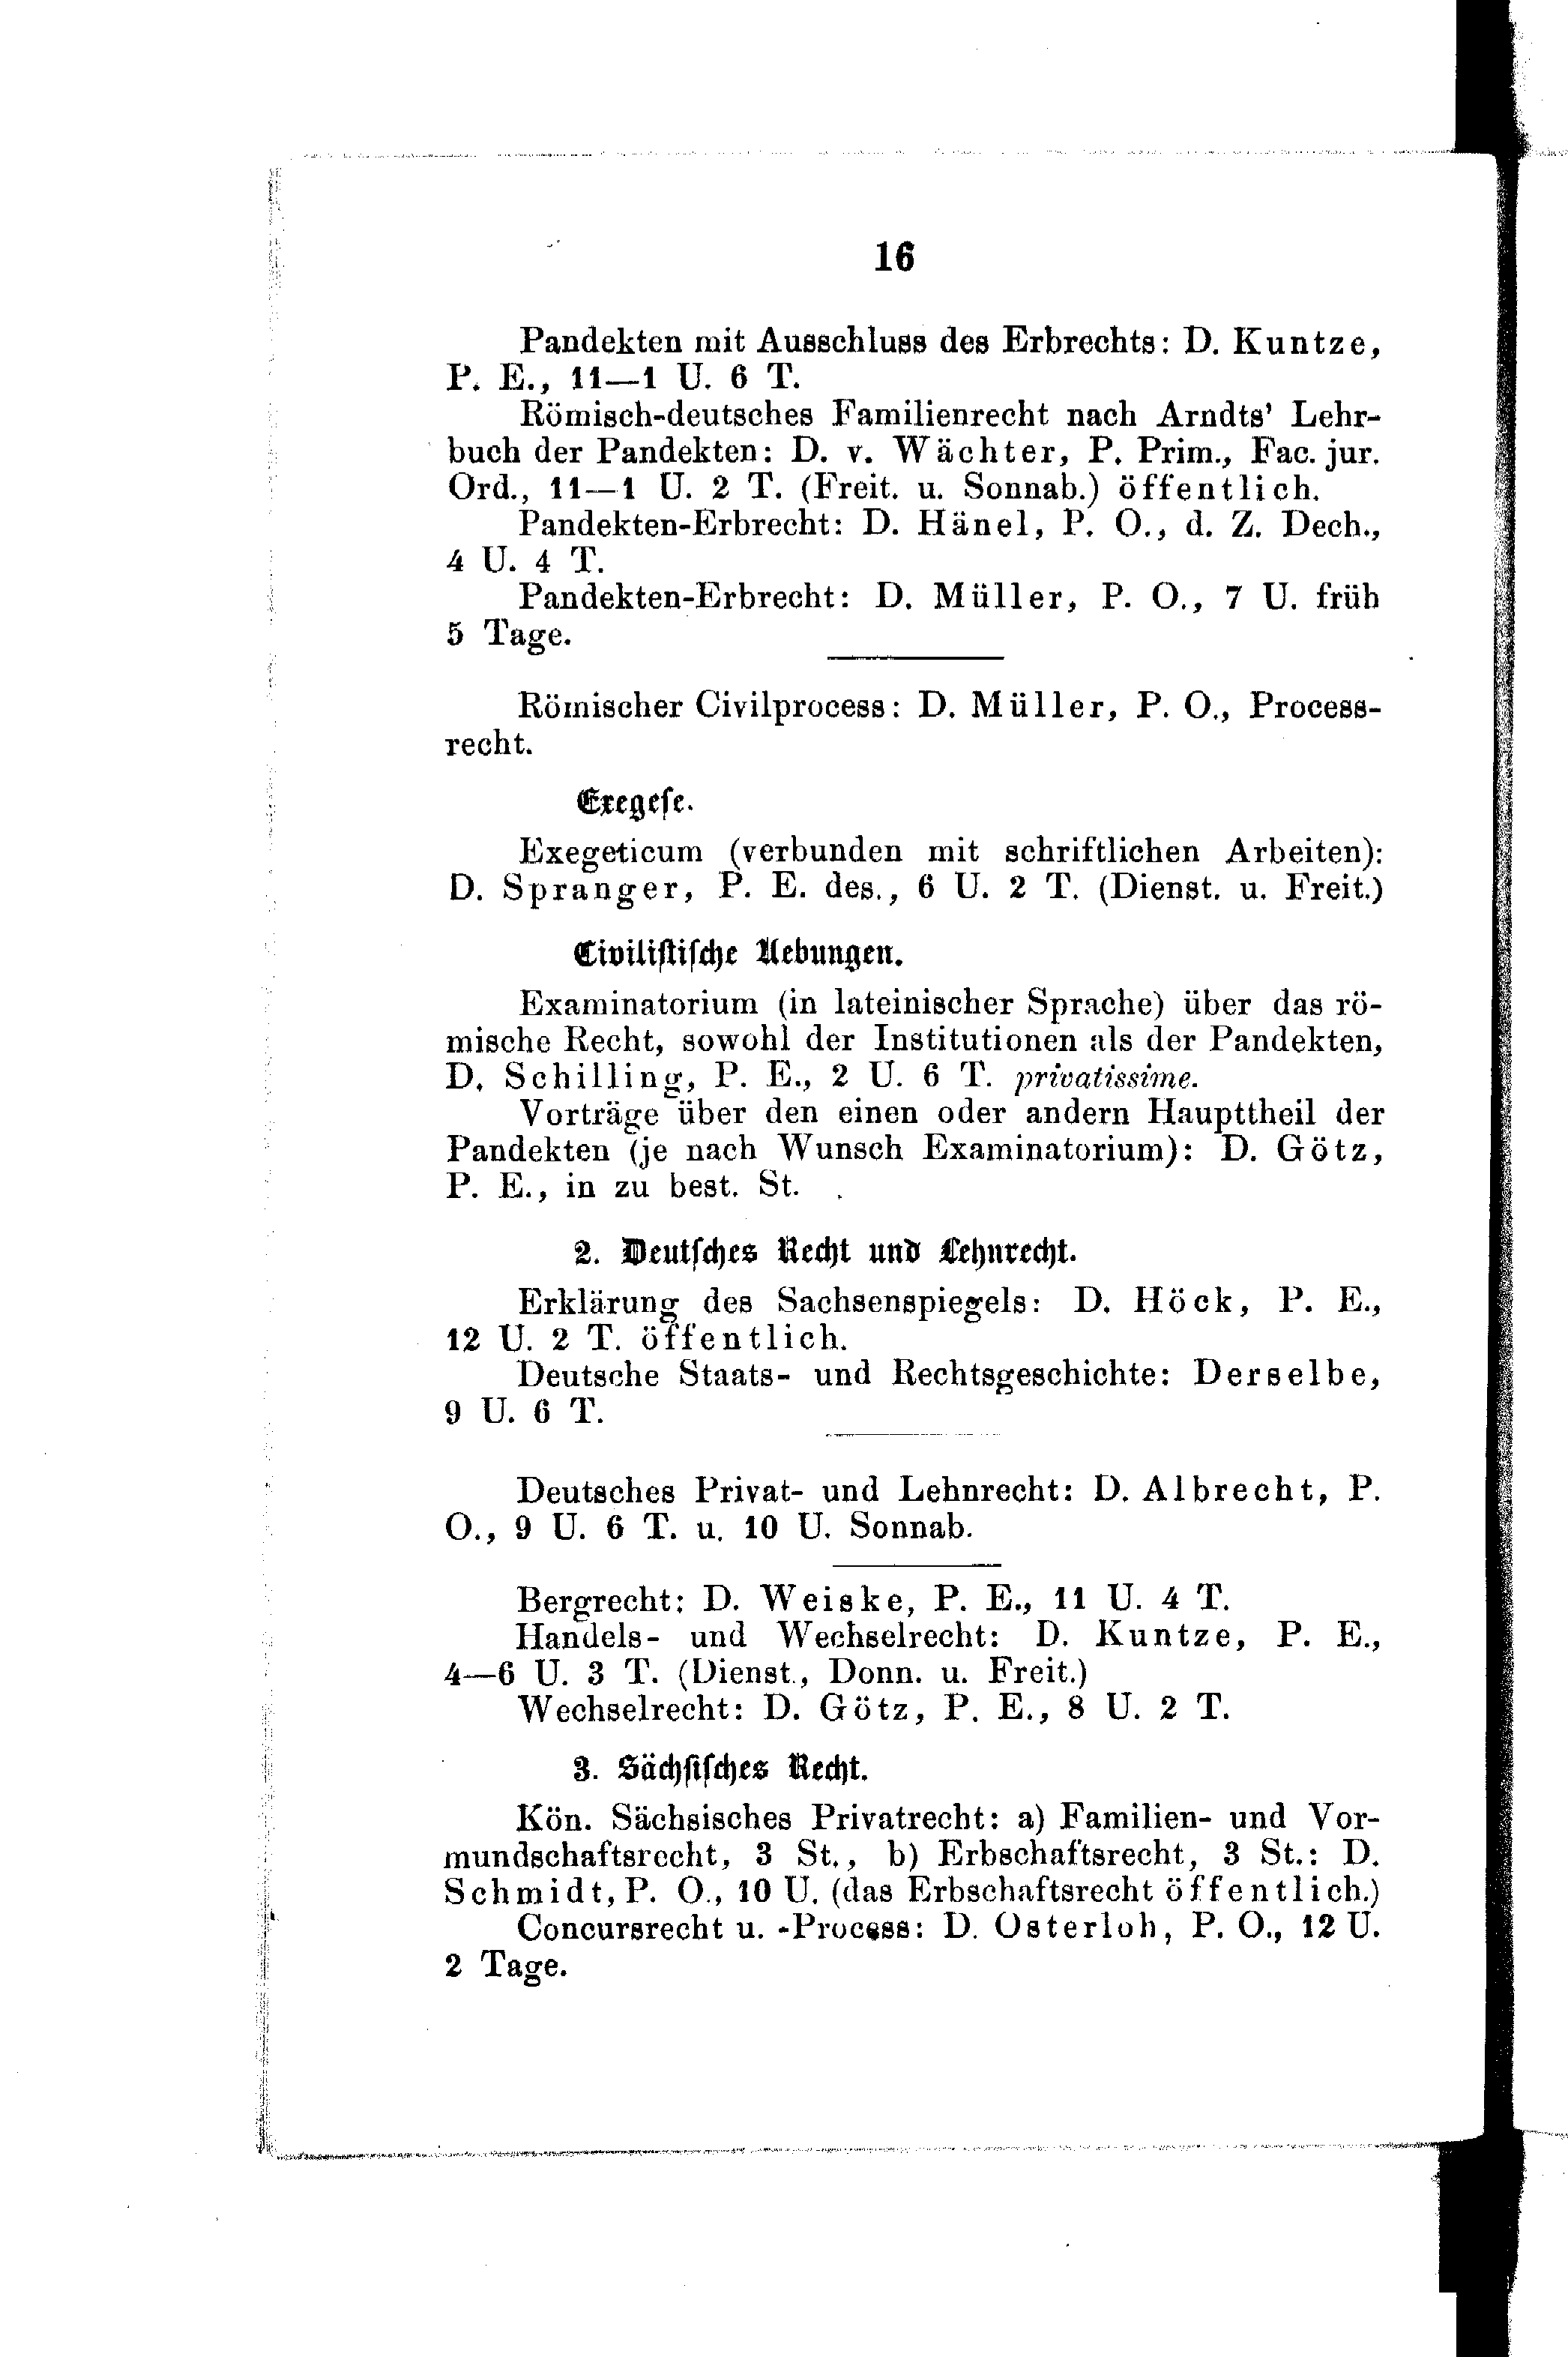 16
Pandekten mit Ausschluss des Erbrechts: D. Kuntze,
P. E., 11—1 U. 6 T.
Römisch-deutsches Familienrecht nach Arndts' Lehr-
buch der Pandekten: D. v. Wächter, P. Prim., Fac. jur.
Ord., 11—1 U. 2 T. (Freit. u. Sonnab.) öffentlich.
Pandekten-Erbrecht: D. Hänel, P. O., d. Z. Dech.,
4 U. 4 T.
Pandekten-Erbrecht: D. Müller, P. O., 7 U. früh
5 Tage.
Römischer Civilprocess: D. Müller, P. O., Process-
recht.
Exegese.
Exegeticum (verbunden mit schriftlichen Arbeiten):
D. Spranger, P. E. des., 6 U. 2 T. (Dienst. u. Freit.)
Civilistische Uebungen.
Examinatorium (in lateinischer Sprache) über das rö-
mische Recht, sowohl der Institutionen als der Pandekten,
D. Schilling, P. E., 2 U. 6 T. privatissime.
Vorträge über den einen oder andern Haupttheil der
Pandekten (je nach Wunsch Examinatorium): D. Götz,
P. E., in zu best. St.
2. Deutsches Recht und Lehnrecht.
Erklärung des Sachsenspiegels: D. Höck, P. E.,
12 U. 2 T. öffentlich.
Deutsche Staats- und Rechtsgeschichte: Derselbe,
9 U. 6 T.
Deutsches Privat- und Lehnrecht: D. Albrecht, P.
O., 9 U. 6 T. u. 10 U. Sonnab.
Bergrecht: D. Weiske, P. E., 11 U. 4 T.
Handels- und Wechselrecht: D. Kuntze, P. E.,
4—6 U. 3 T. (Dienst., Donn. u. Freit.)
Wechselrecht: D. Götz, P. E., 8 U. 2 T.
3. Sächsisches Recht.
Kön. Sächsisches Privatrecht: a) Familien- und Vor-
mundschaftsrecht, 3 St., b) Erbschaftsrecht, 3 St.: D.
Schmidt, P. O., 10 U. (das Erbschaftsrecht öffentlich.)
Concursrecht u. -Process: D. Osterloh, P. O., 12 U.
2 Tage.